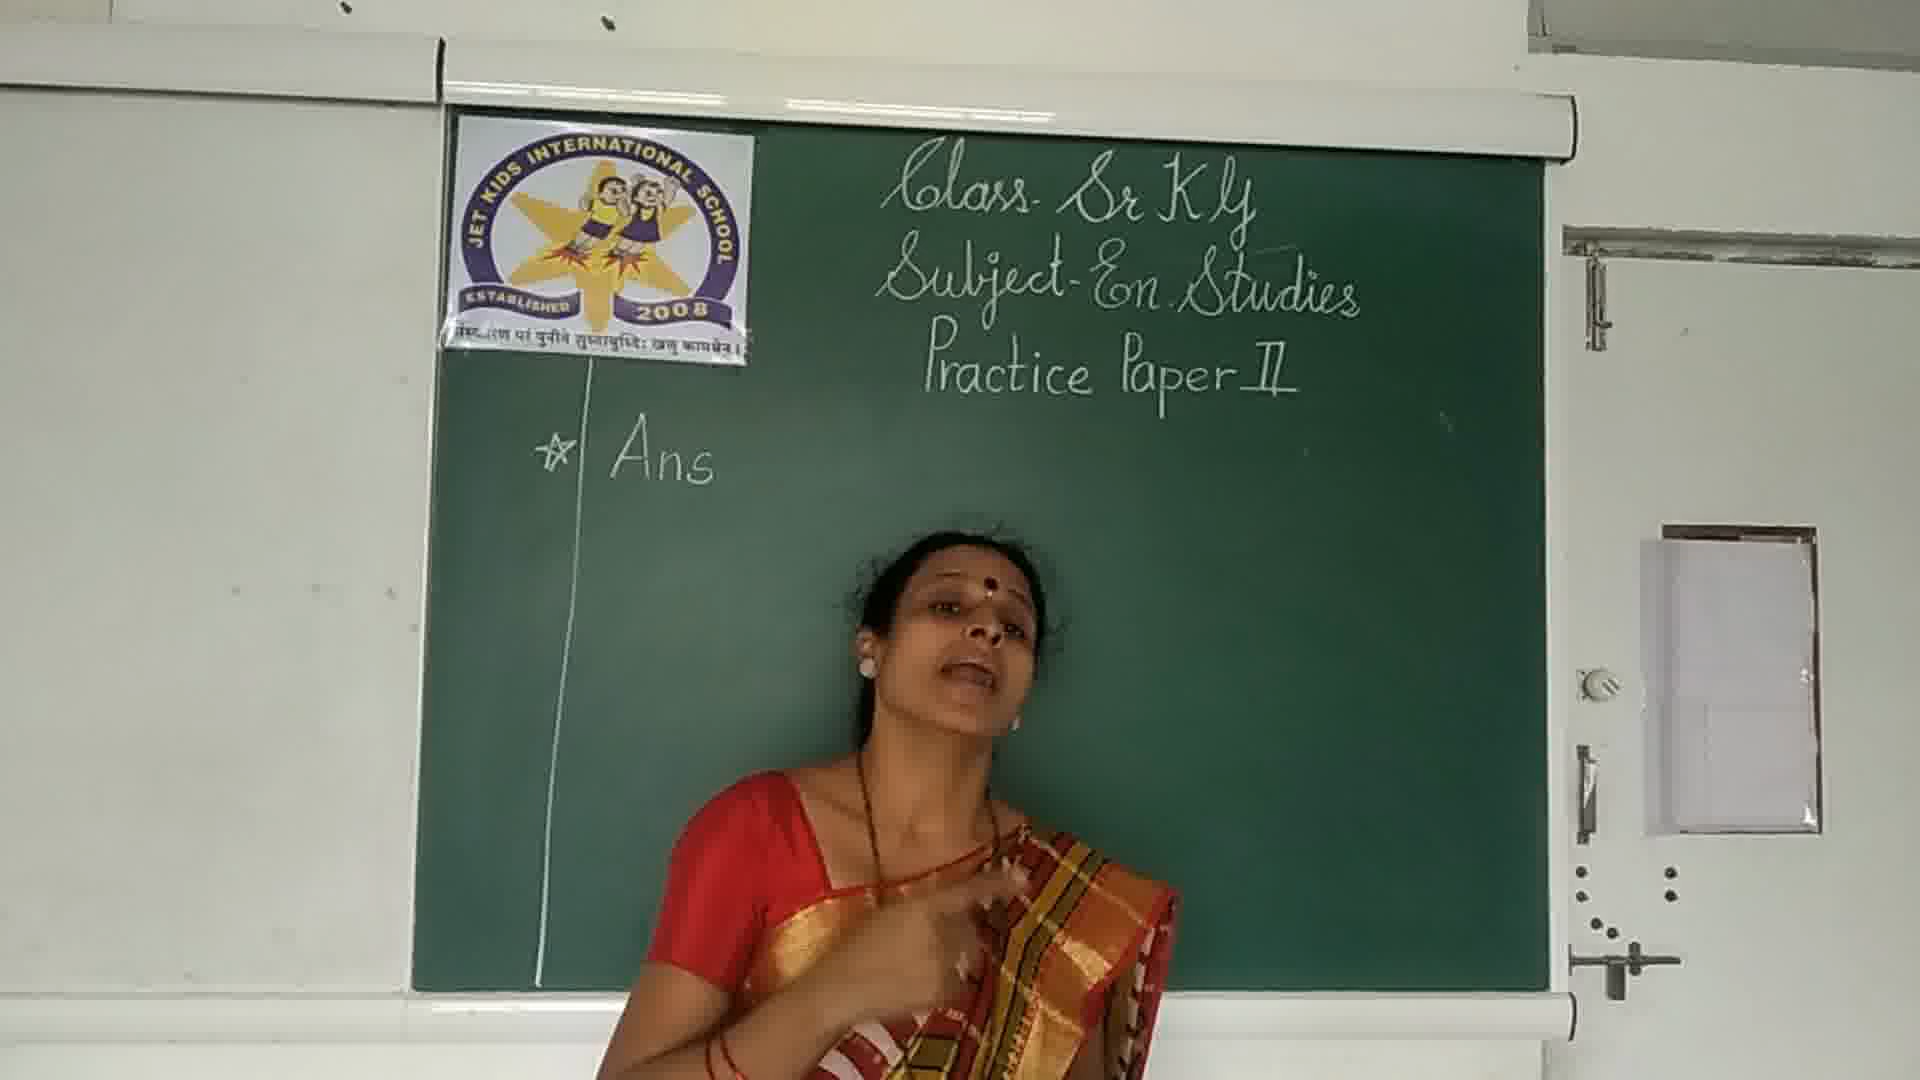 JET KIDS INTERNATIONAL SCHOOL
ESTABLISHED 2008
Class- Sr KG
Subject- En. Studies
Practice Paper II
☆ Ans